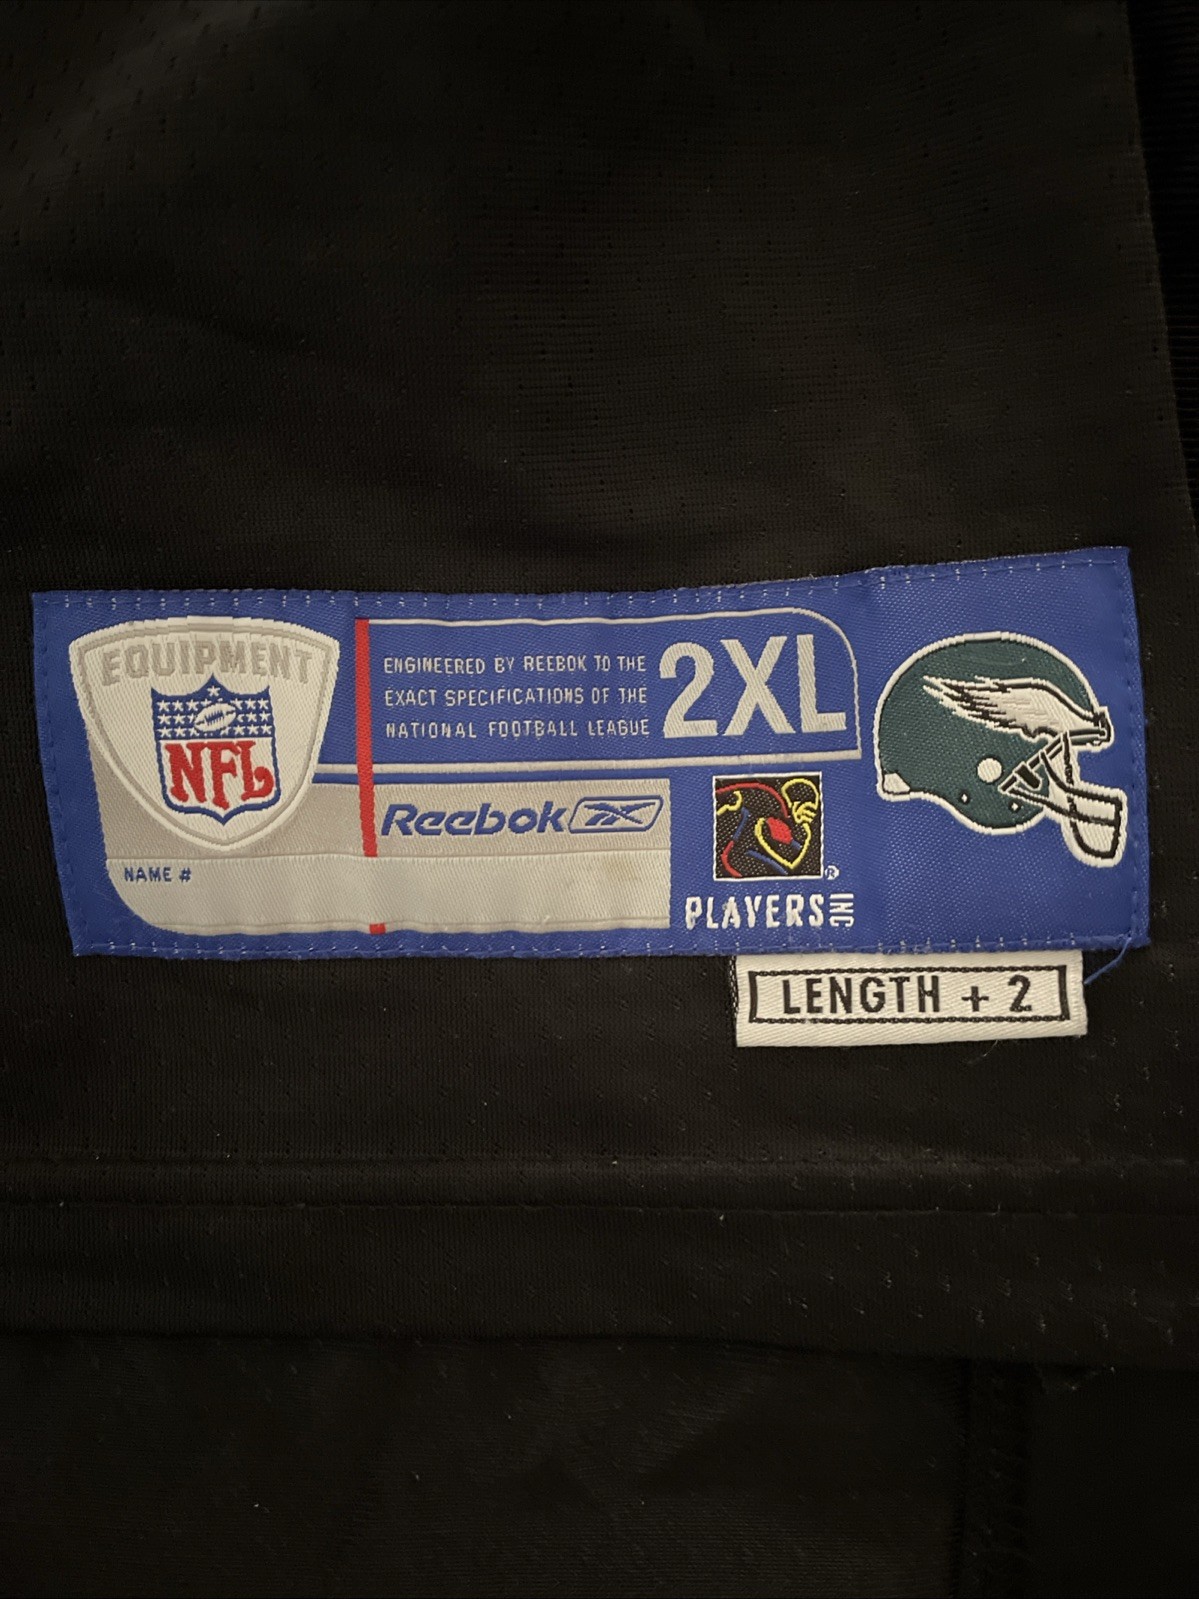 EQUIPMENT
NFL
ENGINEERED BY REEBOK TO THE
EXACT SPECIFICATIONS OF THE
NATIONAL FOOTBALL LEAGUE
2XL
Reebok
NAME #
®
PLAYERS INC
LENGTH + 2